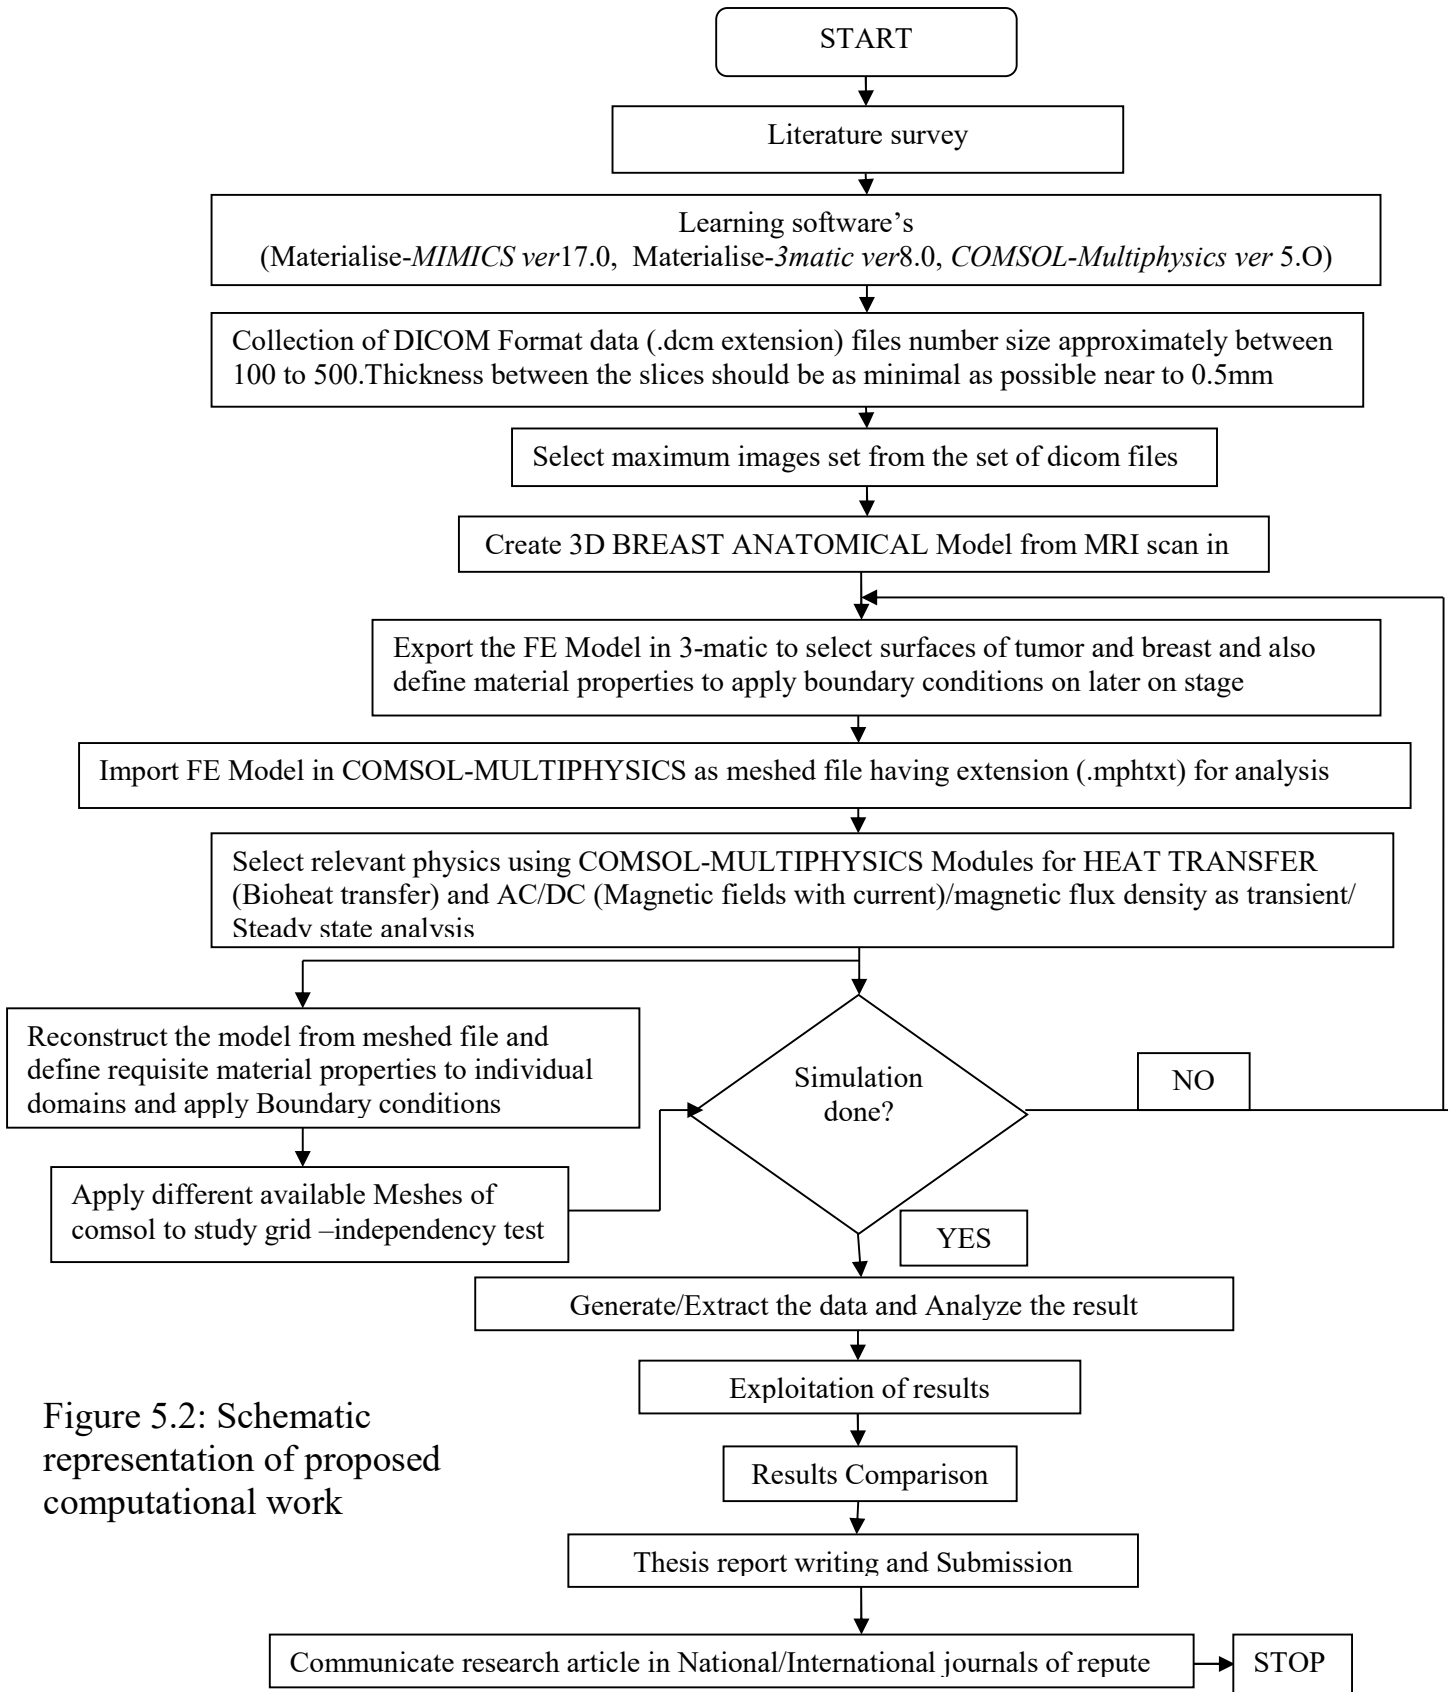 START
Literature survey
Learning software's
(Materialise-MIMICS ver17.0, Materialise-3matic ver8.0, COMSOL-Multiphysics ver 5.O)
Collection of DICOM Format data (.dcm extension) files number size approximately between
100 to 500.Thickness between the slices should be as minimal as possible near to 0.5mm
Select maximum images set from the set of dicom files
Create 3D BREAST ANATOMICAL Model from MRI scan in
Export the FE Model in 3-matic to select surfaces of tumor and breast and also
define material properties to apply boundary conditions on later on stage
Import FE Model in COMSOL-MULTIPHYSICS as meshed file having extension (.mphtxt) for analysis
Select relevant physics using COMSOL-MULTIPHYSICS Modules for HEAT TRANSFER
(Bioheat transfer) and AC/DC (Magnetic fields with current)/magnetic flux density as transient/
Steady state analysis
Reconstruct the model from meshed file and
define requisite material properties to individual
domains and apply Boundary conditions
Apply different available Meshes of
comsol to study grid –independency test
Simulation
done?
NO
YES
Generate/Extract the data and Analyze the result
Exploitation of results
Results Comparison
Thesis report writing and Submission
Communicate research article in National/International journals of repute
STOP
Figure 5.2: Schematic
representation of proposed
computational work